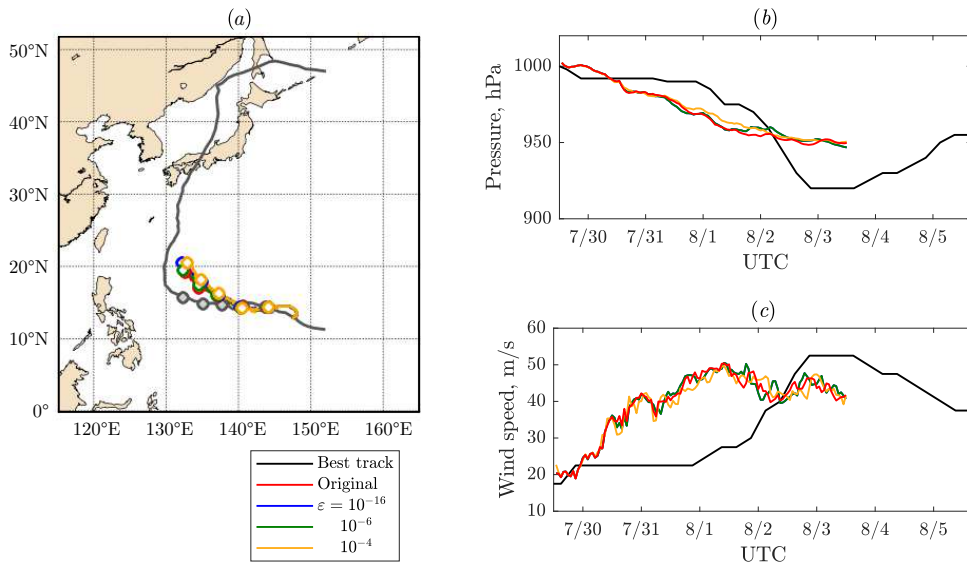 (a)
50°N
40°N
30°N
20°N
10°N
0°
120°E 130°E 140°E 150°E 160°E
Best track
Original
ε = 10⁻¹⁶
10⁻⁶
10⁻⁴
(b)
Pressure, hPa
1000
950
900
7/30 7/31 8/1 8/2 8/3 8/4 8/5
UTC
(c)
Wind speed, m/s
60
50
40
30
20
10
7/30 7/31 8/1 8/2 8/3 8/4 8/5
UTC